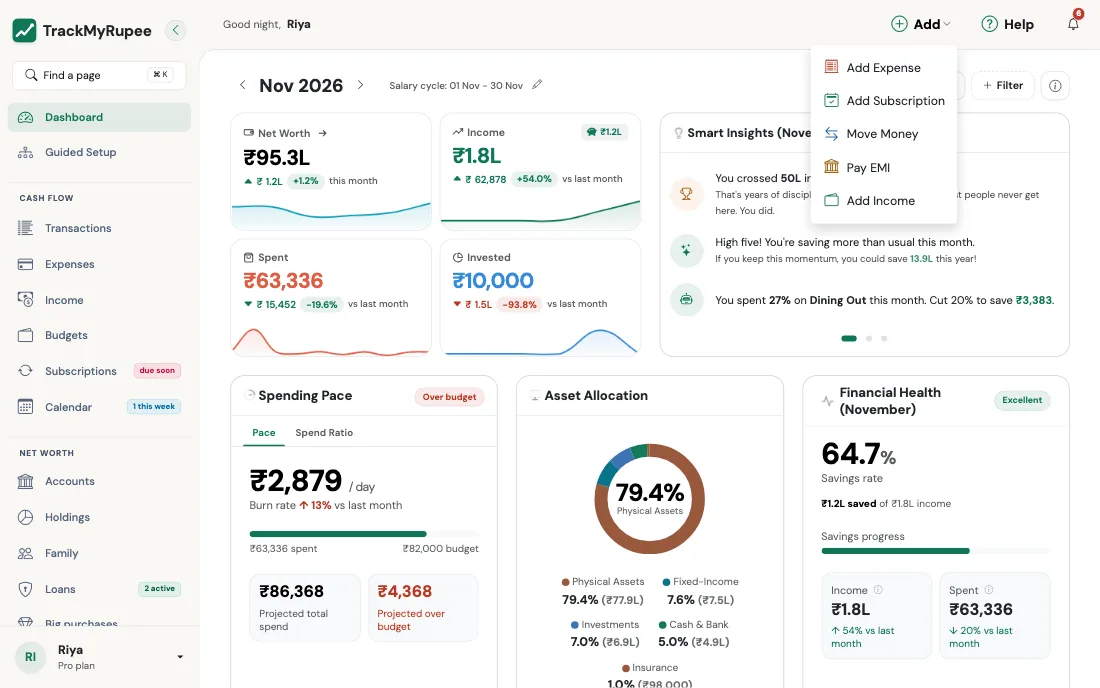 TrackMyRupee
Find a page
⌘ K
Dashboard
Guided Setup
CASH FLOW
Transactions
Expenses
Income
Budgets
Subscriptions
due soon
Calendar
1 this week
NET WORTH
Accounts
Holdings
Family
Loans
2 active
Big purchases
RI
Riya
Pro plan
Good night, Riya
Add
Help
6
Add Expense
Add Subscription
Move Money
Pay EMI
Add Income
Nov 2026
Salary cycle: 01 Nov - 30 Nov
+ Filter
Net Worth →
₹95.3L
₹ 1.2L +1.2% this month
Income
₹1.2L
₹1.8L
₹ 62,878 +54.0% vs last month
Spent
₹63,336
₹ 15,452 -19.6% vs last month
Invested
₹10,000
₹ 1.5L -93.8% vs last month
Smart Insights (Nove
You crossed 50L i
That's years of discipl
st people never get
here. You did.
High five! You're saving more than usual this month.
If you keep this momentum, you could save 13.9L this year!
You spent 27% on Dining Out this month. Cut 20% to save ₹3,383.
Spending Pace
Over budget
Pace
Spend Ratio
₹2,879 / day
Burn rate ↑ 13% vs last month
₹63,336 spent
₹82,000 budget
₹86,368
Projected total
spend
₹4,368
Projected over
budget
Asset Allocation
79.4%
Physical Assets
Physical Assets
79.4% (₹77.9L)
Fixed-Income
7.6% (₹7.5L)
Investments
7.0% (₹6.9L)
Cash & Bank
5.0% (₹4.9L)
Insurance
1.0% (₹98,000)
Financial Health
(November)
Excellent
64.7%
Savings rate
₹1.2L saved of ₹1.8L income
Savings progress
Income
₹1.8L
↑ 54% vs last
month
Spent
₹63,336
↓ 20% vs last
month